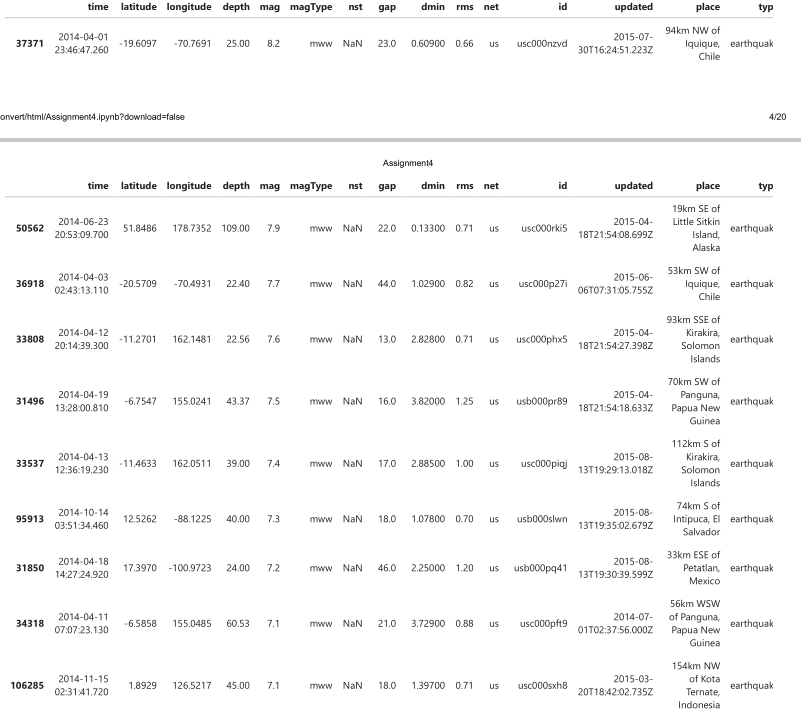 time latitude longitude depth mag magType nst gap dmin rms net id updated place typ
37371 2014-04-01 23:46:47.260 -19.6097 -70.7691 25.00 8.2 mww NaN 23.0 0.60900 0.66 us usc000nzvd 2015-07-30T16:24:51.223Z 94km NW of Iquique, Chile earthquak
onvert/html/Assignment4.ipynb?download=false 4/20
Assignment4
time latitude longitude depth mag magType nst gap dmin rms net id updated place typ
50562 2014-06-23 20:53:09.700 51.8486 178.7352 109.00 7.9 mww NaN 22.0 0.13300 0.71 us usc000rki5 2015-04-18T21:54:08.699Z 19km SE of Little Sitkin Island, Alaska earthquak
36918 2014-04-03 02:43:13.110 -20.5709 -70.4931 22.40 7.7 mww NaN 44.0 1.02900 0.82 us usc000p27i 2015-06-06T07:31:05.755Z 53km SW of Iquique, Chile earthquak
33808 2014-04-12 20:14:39.300 -11.2701 162.1481 22.56 7.6 mww NaN 13.0 2.82800 0.71 us usc000phx5 2015-04-18T21:54:27.398Z 93km SSE of Kirakira, Solomon Islands earthquak
31496 2014-04-19 13:28:00.810 -6.7547 155.0241 43.37 7.5 mww NaN 16.0 3.82000 1.25 us usb000pr89 2015-04-18T21:54:18.633Z 70km SW of Panguna, Papua New Guinea earthquak
33537 2014-04-13 12:36:19.230 -11.4633 162.0511 39.00 7.4 mww NaN 17.0 2.88500 1.00 us usc000piqj 2015-08-13T19:29:13.018Z 112km S of Kirakira, Solomon Islands earthquak
95913 2014-10-14 03:51:34.460 12.5262 -88.1225 40.00 7.3 mww NaN 18.0 1.07800 0.70 us usb000slwn 2015-08-13T19:35:02.679Z 74km S of Intipuca, El Salvador earthquak
31850 2014-04-18 14:27:24.920 17.3970 -100.9723 24.00 7.2 mww NaN 46.0 2.25000 1.20 us usb000pq41 2015-08-13T19:30:39.599Z 33km ESE of Petatlan, Mexico earthquak
34318 2014-04-11 07:07:23.130 -6.5858 155.0485 60.53 7.1 mww NaN 21.0 3.72900 0.88 us usc000pft9 2014-07-01T02:37:56.000Z 56km WSW of Panguna, Papua New Guinea earthquak
106285 2014-11-15 02:31:41.720 1.8929 126.5217 45.00 7.1 mww NaN 18.0 1.39700 0.71 us usc000sxh8 2015-03-20T18:42:02.735Z 154km NW of Kota Ternate, Indonesia earthquak